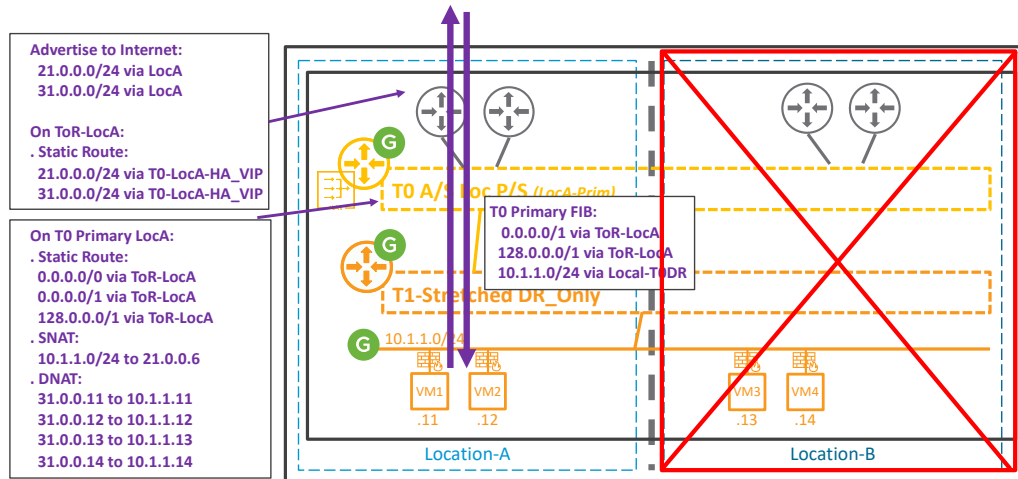 Advertise to Internet:
21.0.0.0/24 via LocA
31.0.0.0/24 via LocA
On ToR-LocA:
. Static Route:
21.0.0.0/24 via T0-LocA-HA_VIP
31.0.0.0/24 via T0-LocA-HA_VIP
On T0 Primary LocA:
. Static Route:
0.0.0.0/0 via ToR-LocA
0.0.0.0/1 via ToR-LocA
128.0.0.0/1 via ToR-LocA
. SNAT:
10.1.1.0/24 to 21.0.0.6
. DNAT:
31.0.0.11 to 10.1.1.11
31.0.0.12 to 10.1.1.12
31.0.0.13 to 10.1.1.13
31.0.0.14 to 10.1.1.14
G
T0 A/S Loc P/S (LocA-Prim)
T0 Primary FIB:
0.0.0.0/1 via ToR-LocA
128.0.0.0/1 via ToR-LocA
10.1.1.0/24 via Local-T0DR
G
T1-Stretched DR_Only
G
10.1.1.0/24
VM1
VM2
VM3
VM4
.11
.12
.13
.14
Location-A
Location-B